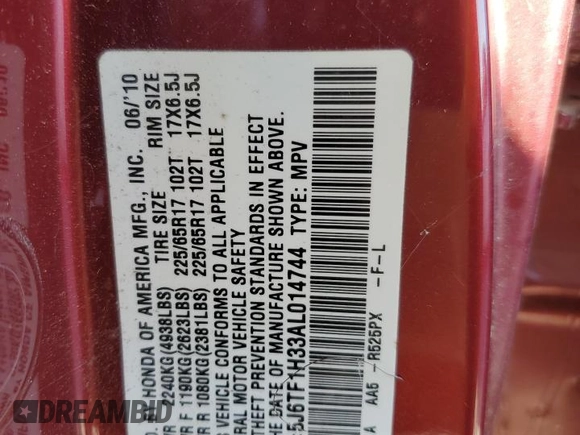 HONDA OF AMERICA MFG., INC. 06/'10
TIRE SIZE RIM SIZE
2240KG(4938LBS)
F 1190KG(2623LBS) 225/65R17 102T 17X6.5J
R 1080KG(2381LBS) 225/65R17 102T 17X6.5J
VEHICLE CONFORMS TO ALL APPLICABLE
MOTOR VEHICLE SAFETY
THEFT PREVENTION STANDARDS IN EFFECT
DATE OF MANUFACTURE SHOWN ABOVE.
5J6TF1H33AL014744 TYPE: MPV
A AA5 -R525PX -F-L
DREAMBID